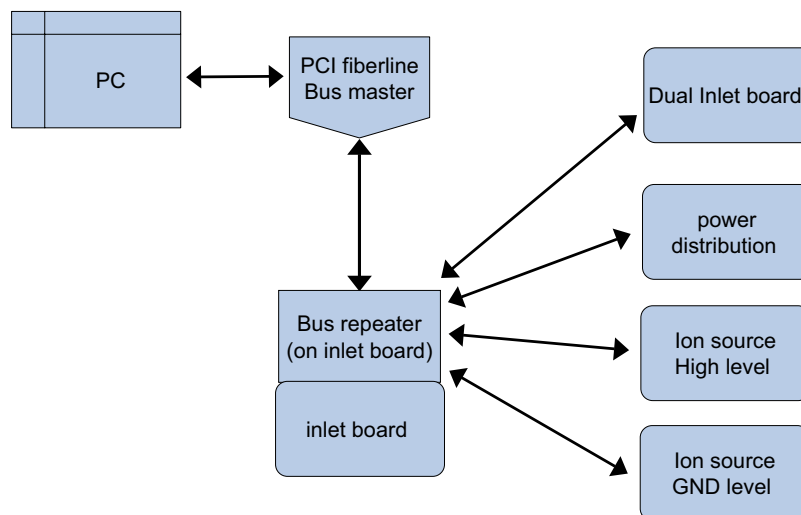 PC
PCI fiberline
Bus master
Dual Inlet board
power
distribution
Bus repeater
(on inlet board)
Ion source
High level
inlet board
Ion source
GND level